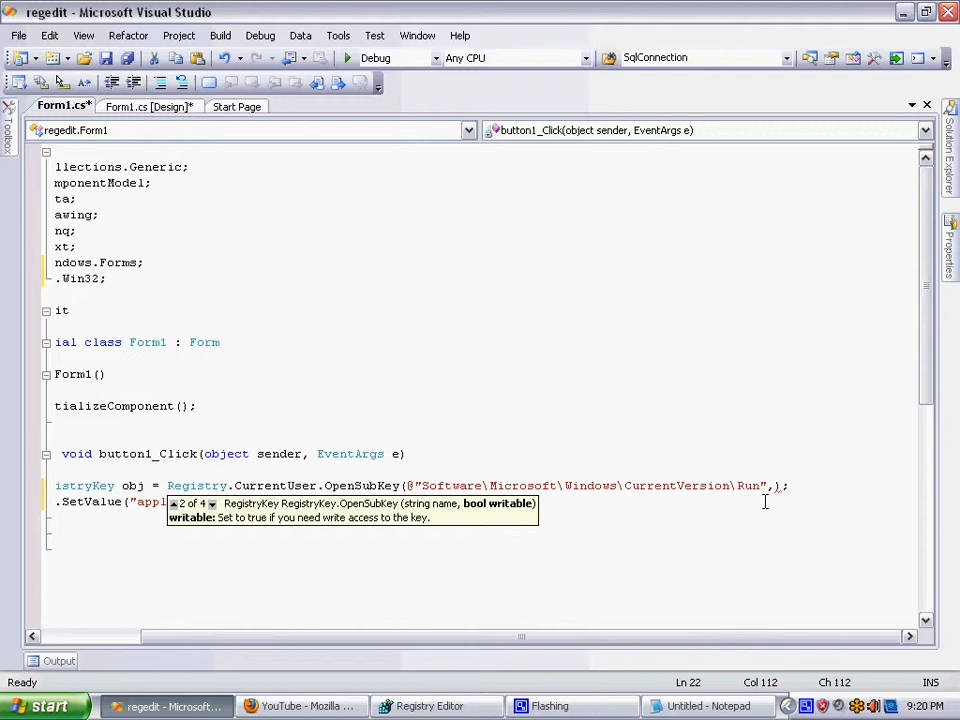 regedit - Microsoft Visual Studio
File Edit View Refactor Project Build Debug Data Tools Test Window Help
Debug Any CPU SqlConnection
Form1.cs* Form1.cs [Design]* Start Page
Toolbox
Solution Explorer
Properties
regedit.Form1 button1_Click(object sender, EventArgs e)
llections.Generic;
mponentModel;
ta;
awing;
nq;
xt;
ndows.Forms;
.Win32;
it
ial class Form1 : Form
Form1()
tializeComponent();
void button1_Click(object sender, EventArgs e)
istryKey obj = Registry.CurrentUser.OpenSubKey(@"Software\Microsoft\Windows\CurrentVersion\Run",);
.SetValue("appl
2 of 4 RegistryKey RegistryKey.OpenSubKey (string name, bool writable)
writable: Set to true if you need write access to the key.
Output
Ready Ln 22 Col 112 Ch 112 INS
start regedit - Microsoft... YouTube - Mozilla ... Registry Editor Flashing Untitled - Notepad 9:20 PM